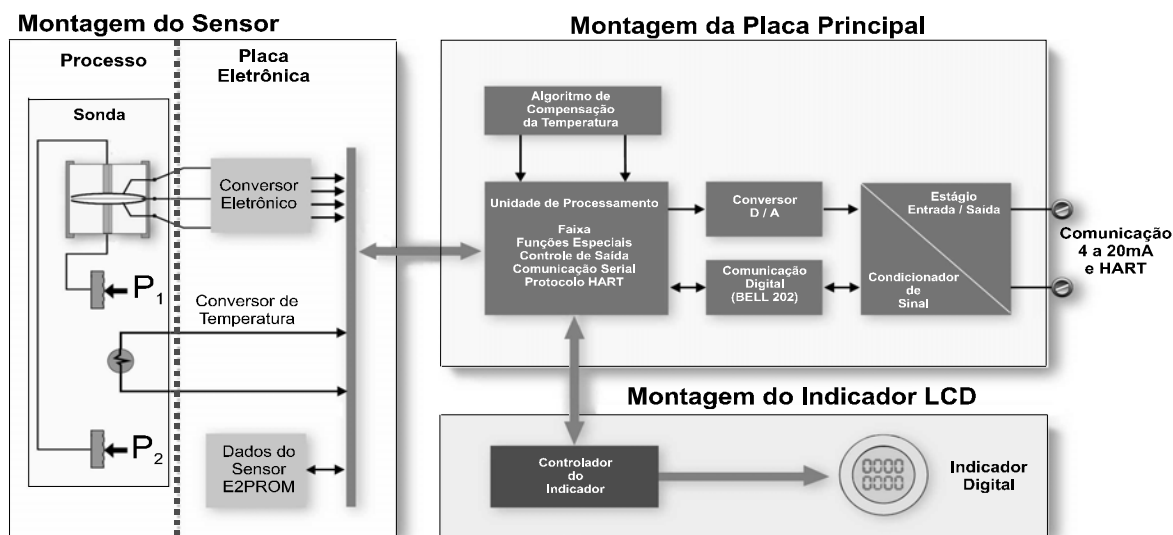 Montagem do Sensor
Processo
Placa
Eletrônica
Sonda
Conversor
Eletrônico
P1
Conversor de
Temperatura
P2
Dados do
Sensor
E2PROM
Montagem da Placa Principal
Algoritmo de
Compensação
da Temperatura
Unidade de Processamento
Faixa
Funções Especiais
Controle de Saída
Comunicação Serial
Protocolo HART
Conversor
D / A
Comunicação
Digital
(BELL 202)
Estágio
Entrada / Saída
Condicionador
de
Sinal
Comunicação
4 a 20mA
e HART
Montagem do Indicador LCD
Controlador
do
Indicador
0000
0000
Indicador
Digital